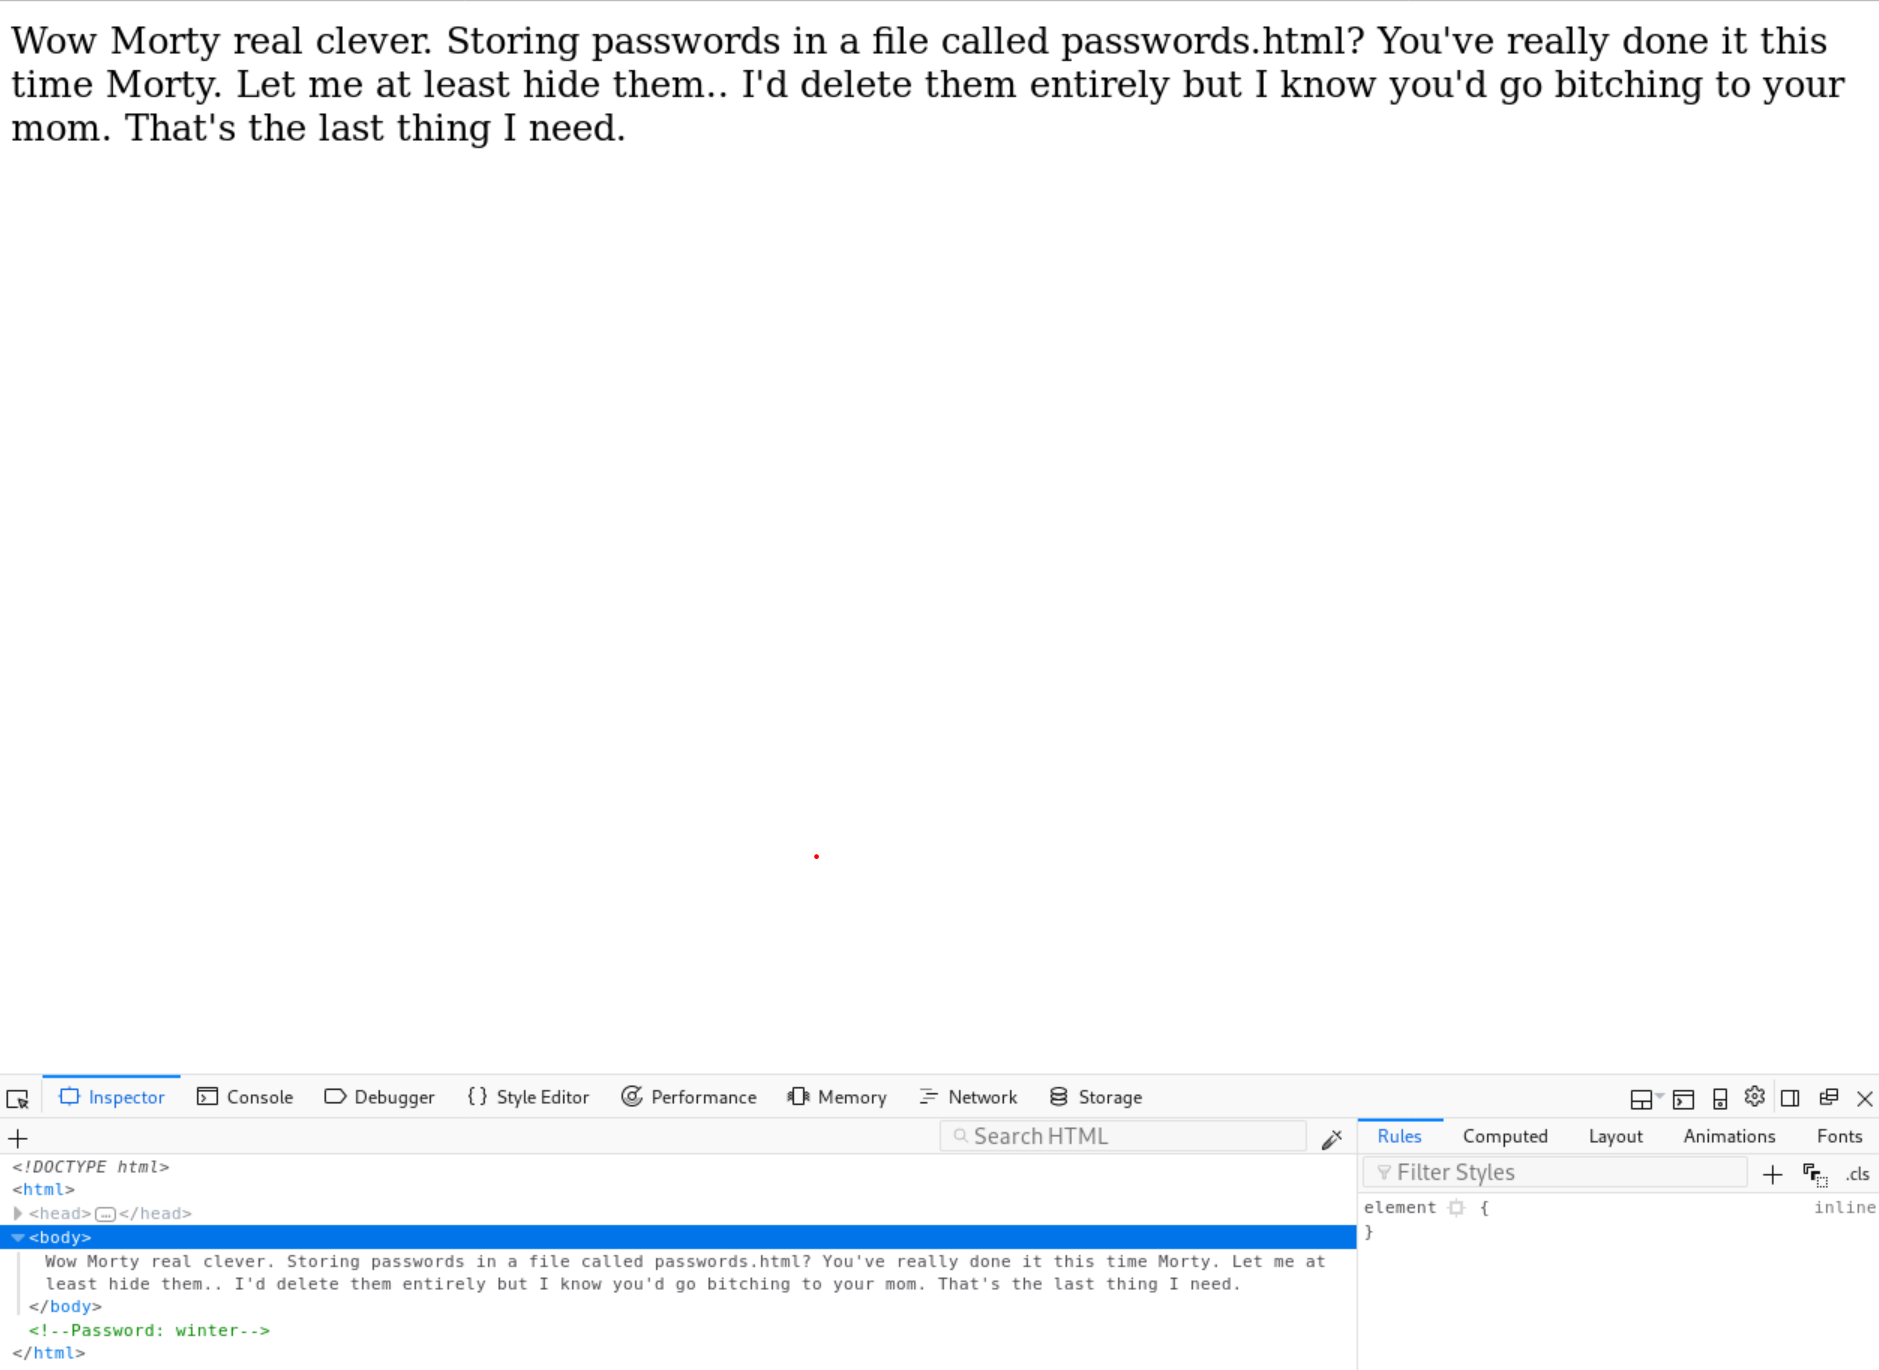 Wow Morty real clever. Storing passwords in a file called passwords.html? You've really done it this
time Morty. Let me at least hide them.. I'd delete them entirely but I know you'd go bitching to your
mom. That's the last thing I need.
Inspector Console Debugger {} Style Editor Performance Memory Network Storage
+ Search HTML
Rules Computed Layout Animations Fonts
Filter Styles + .cls
<!DOCTYPE html>
<html>
<head>…</head>
<body>
Wow Morty real clever. Storing passwords in a file called passwords.html? You've really done it this time Morty. Let me at
least hide them.. I'd delete them entirely but I know you'd go bitching to your mom. That's the last thing I need.
</body>
<!--Password: winter-->
</html>
element { inline
}